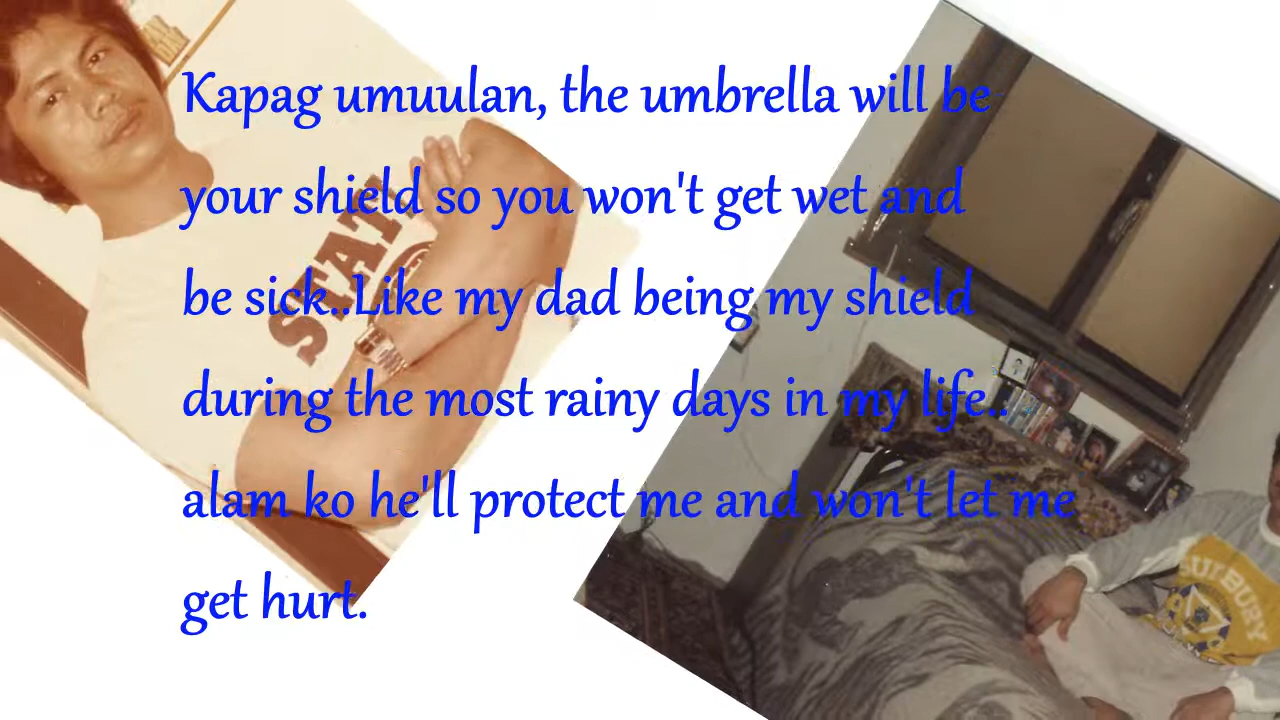 Kapag umuulan, the umbrella will be
your shield so you won't get wet and
be sick..Like my dad being my shield
during the most rainy days in my life..
alam ko he'll protect me and won't let me
get hurt.